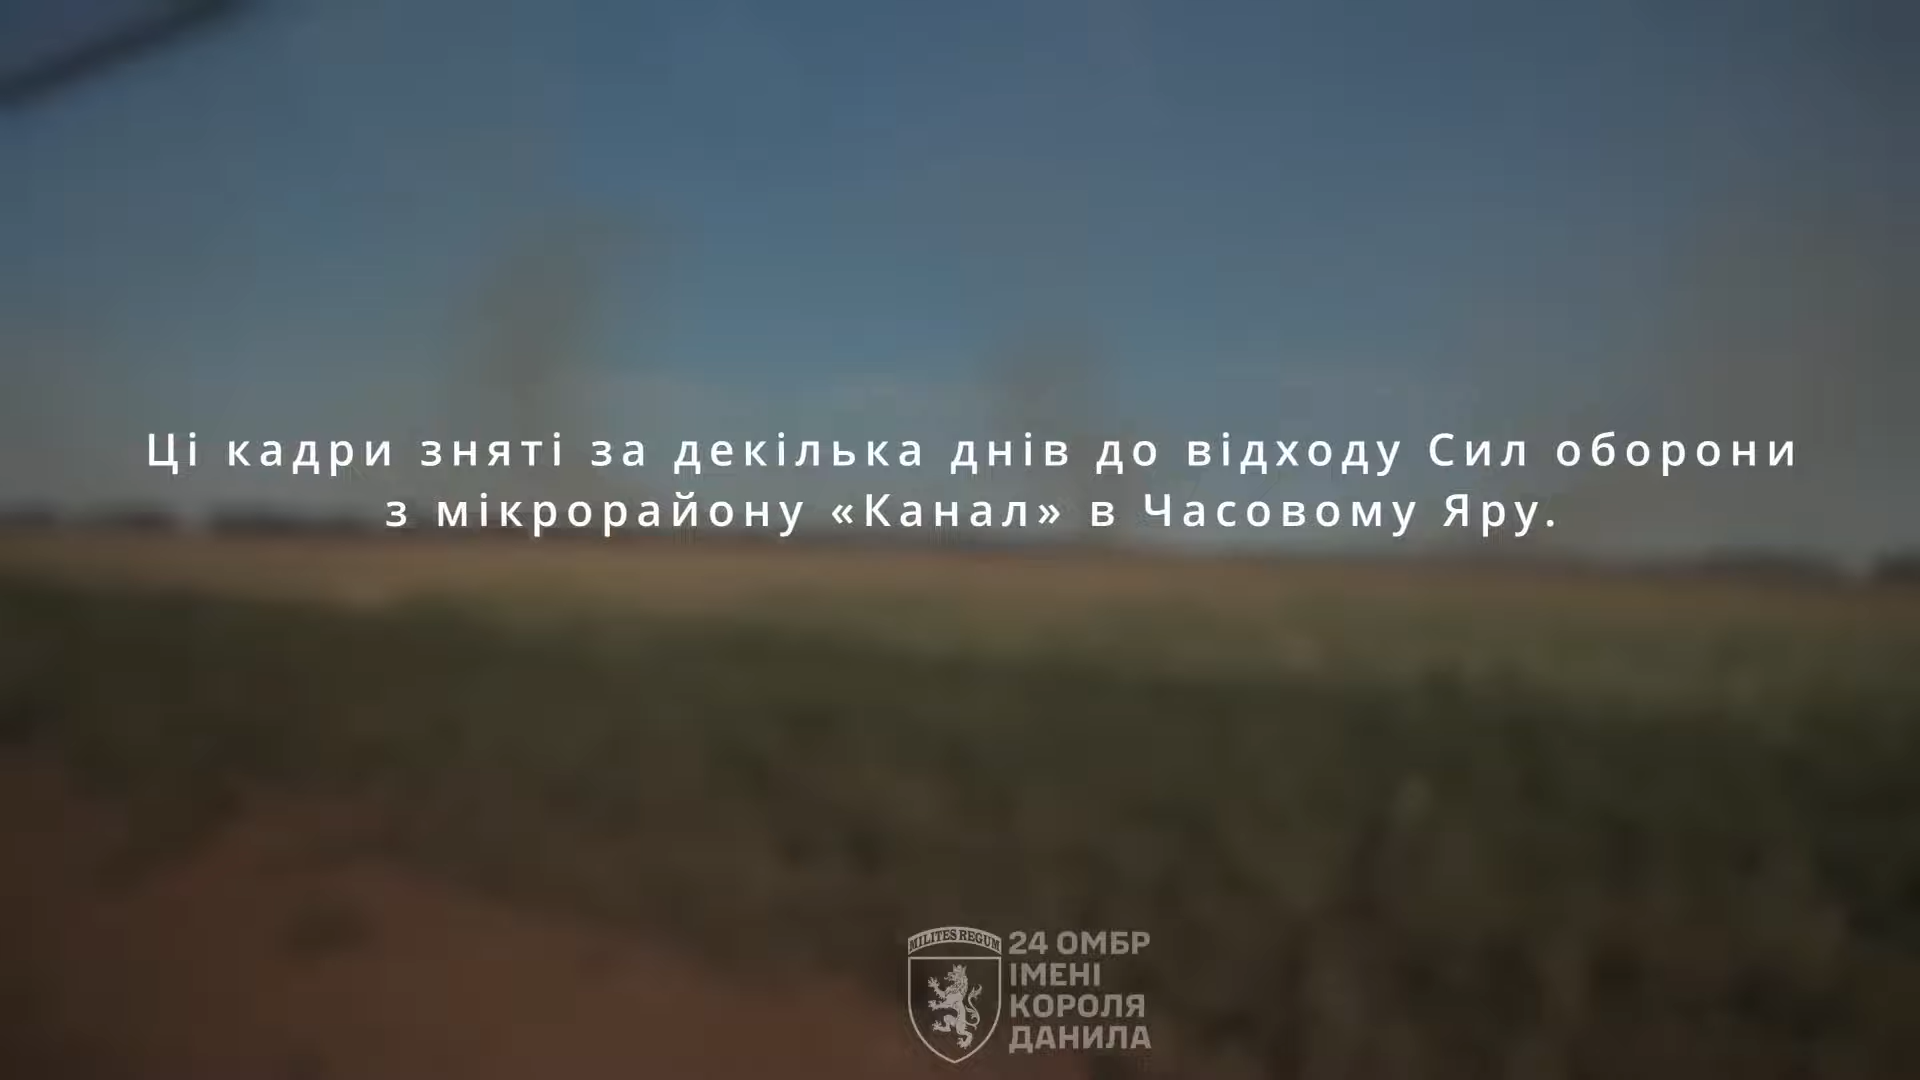 Ці кадри зняті за декілька днів до відходу Сил оборони
з мікрорайону «Канал» в Часовому Яру.
MILITES REGUM
24 ОМБР
ІМЕНІ
КОРОЛЯ
ДАНИЛА